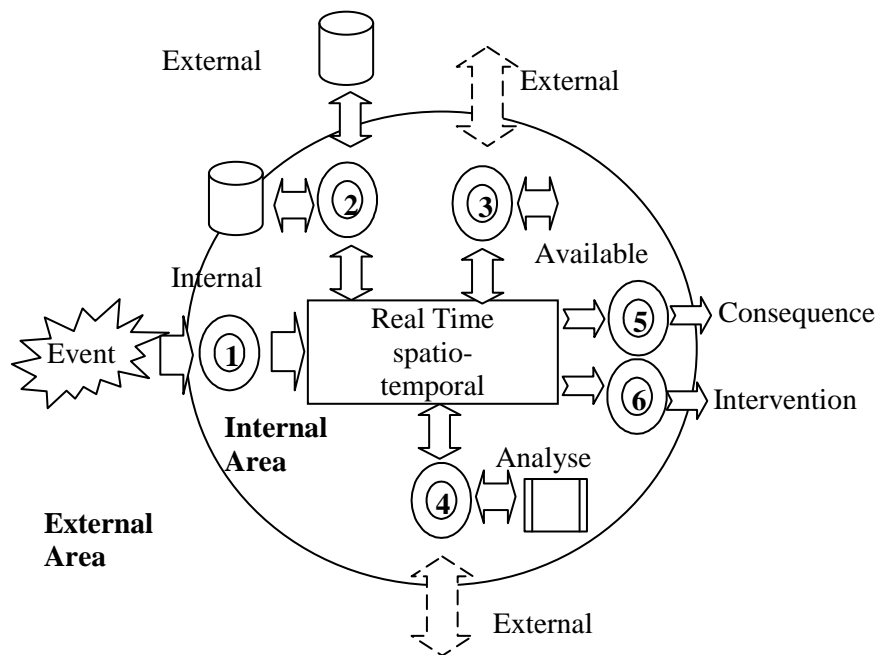 External
External
2
3
Internal
Available
Event
1
Real Time
spatio-
temporal
5
Consequence
6
Intervention
Internal
Area
Analyse
4
External
Area
External